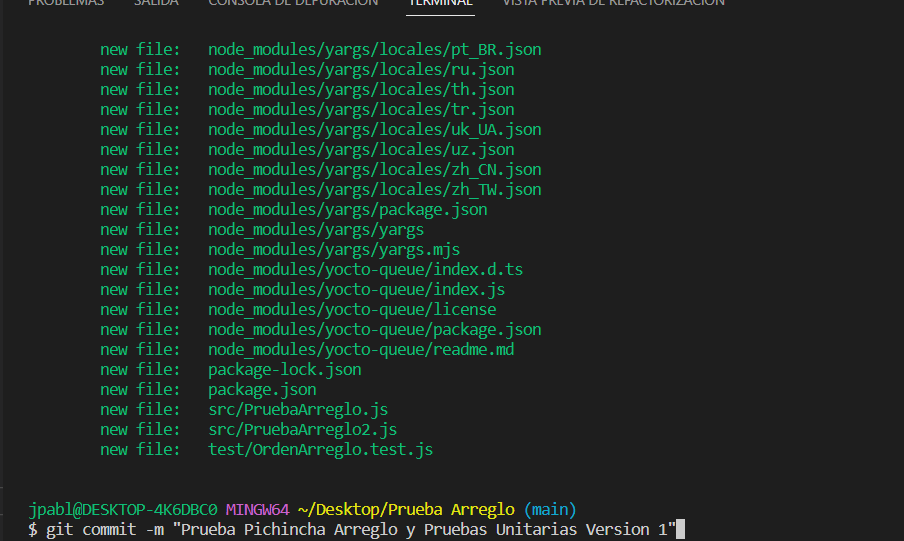 PROBLEMAS SALIDA CONSOLA DE DEPURACIÓN TERMINAL VISTA PREVIA DE REFACTORIZACIÓN
new file: node_modules/yargs/locales/pt_BR.json
new file: node_modules/yargs/locales/ru.json
new file: node_modules/yargs/locales/th.json
new file: node_modules/yargs/locales/tr.json
new file: node_modules/yargs/locales/uk_UA.json
new file: node_modules/yargs/locales/uz.json
new file: node_modules/yargs/locales/zh_CN.json
new file: node_modules/yargs/locales/zh_TW.json
new file: node_modules/yargs/package.json
new file: node_modules/yargs/yargs
new file: node_modules/yargs/yargs.mjs
new file: node_modules/yocto-queue/index.d.ts
new file: node_modules/yocto-queue/index.js
new file: node_modules/yocto-queue/license
new file: node_modules/yocto-queue/package.json
new file: node_modules/yocto-queue/readme.md
new file: package-lock.json
new file: package.json
new file: src/PruebaArreglo.js
new file: src/PruebaArreglo2.js
new file: test/OrdenArreglo.test.js
jpabl@DESKTOP-4K6DBC0 MINGW64 ~/Desktop/Prueba Arreglo (main)
$ git commit -m "Prueba Pichincha Arreglo y Pruebas Unitarias Version 1"